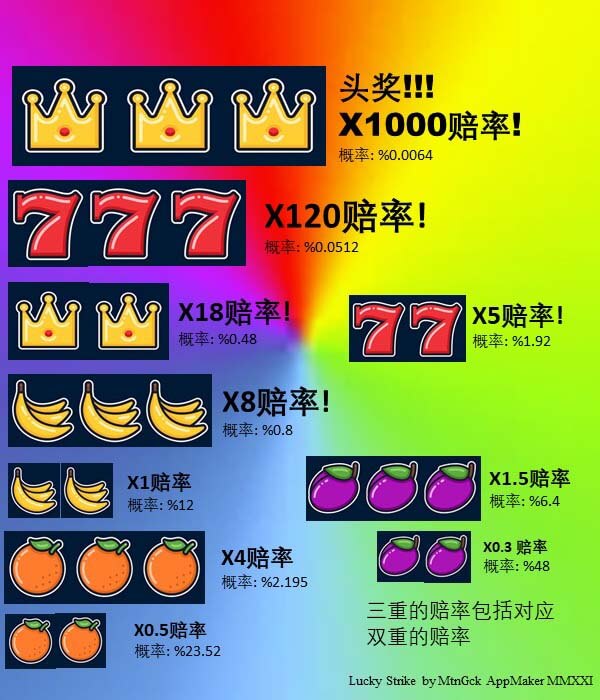 头奖!!!
X1000赔率!
概率: %0.0064
X120赔率!
概率: %0.0512
X18赔率!
概率: %0.48
X5赔率!
概率: %1.92
X8赔率!
概率: %0.8
X1赔率
概率: %12
X1.5赔率
概率: %6.4
X4赔率
概率: %2.195
X0.3 赔率
概率: %48
X0.5赔率
概率: %23.52
三重的赔率包括对应
双重的赔率
Lucky Strike by MtnGck AppMaker MMXXI